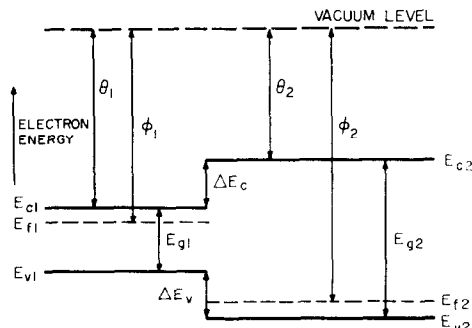 VACUUM LEVEL
θ1
θ2
ϕ1
ϕ2
ELECTRON
ENERGY
Ec2
ΔEc
Ec1
Ef1
Eg1
Eg2
Ev1
ΔEv
Ef2
Ev2